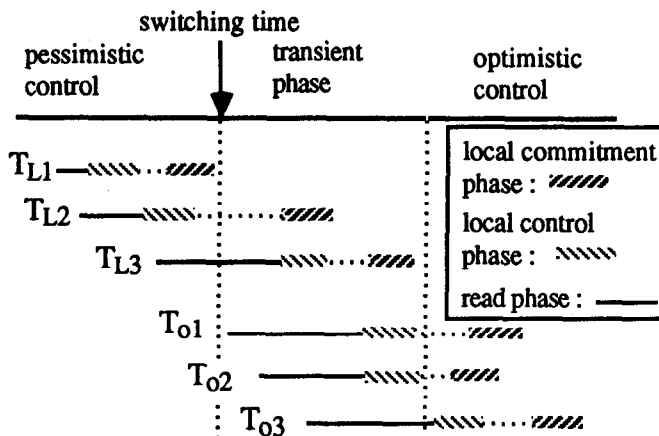 switching time
pessimistic
control
transient
phase
optimistic
control
local commitment
phase :
local control
phase :
read phase :
TL1
TL2
TL3
To1
To2
To3